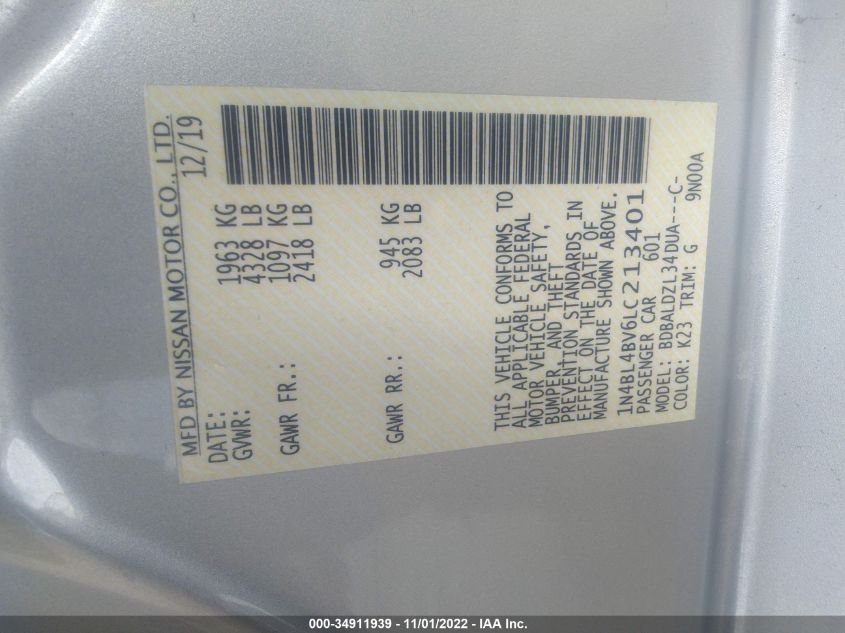 MFD BY NISSAN MOTOR CO., LTD.
DATE: 12/19
GVWR: 1963 KG
4328 LB
GAWR FR.: 1097 KG
2418 LB
GAWR RR.: 945 KG
2083 LB
THIS VEHICLE CONFORMS TO
ALL APPLICABLE FEDERAL
MOTOR VEHICLE SAFETY,
BUMPER, AND THEFT
PREVENTION STANDARDS IN
EFFECT ON THE DATE OF
MANUFACTURE SHOWN ABOVE.
1N4BL4BV6LC213401
PASSENGER CAR 601
MODEL: BDBALDZL34DUA---C-
COLOR: K23 TRIM: G 9N00A
000-34911939 - 11/01/2022 - IAA Inc.